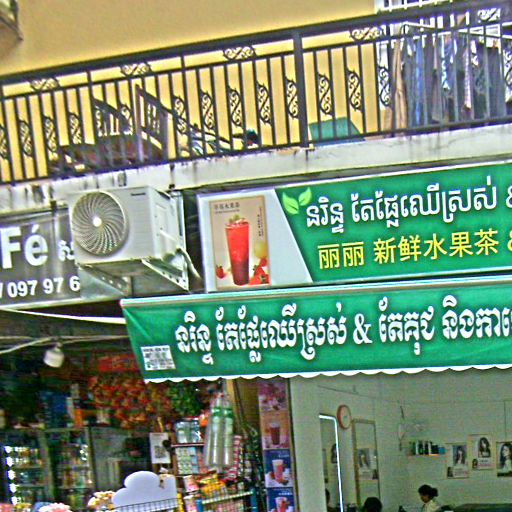 Fé
097 97 6
នរិន្ទ តែផ្លែឈើស្រស់ &
丽丽 新鲜水果茶
នរិន្ទ តែផ្លែឈើស្រស់ & តែគុជ និងកា